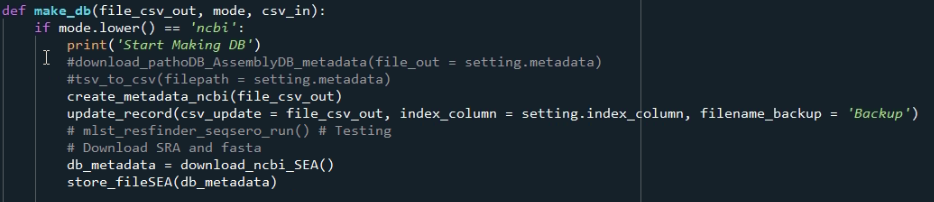 def make_db(file_csv_out, mode, csv_in):
    if mode.lower() == 'ncbi':
        print('Start Making DB')
        #download_pathoDB_AssemblyDB_metadata(file_out = setting.metadata)
        #tsv_to_csv(filepath = setting.metadata)
        create_metadata_ncbi(file_csv_out)
        update_record(csv_update = file_csv_out, index_column = setting.index_column, filename_backup = 'Backup')
        # mlst_resfinder_seqsero_run() # Testing
        # Download SRA and fasta
        db_metadata = download_ncbi_SEA()
        store_fileSEA(db_metadata)